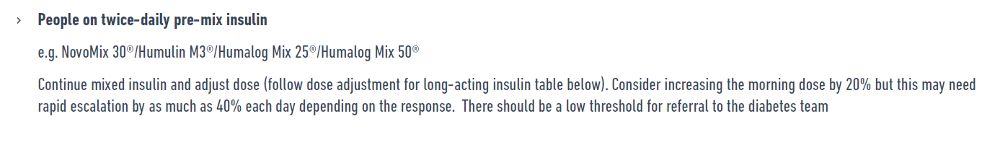 › People on twice-daily pre-mix insulin
e.g. NovoMix 30®/Humulin M3®/Humalog Mix 25®/Humalog Mix 50®
Continue mixed insulin and adjust dose (follow dose adjustment for long-acting insulin table below). Consider increasing the morning dose by 20% but this may need
rapid escalation by as much as 40% each day depending on the response.  There should be a low threshold for referral to the diabetes team